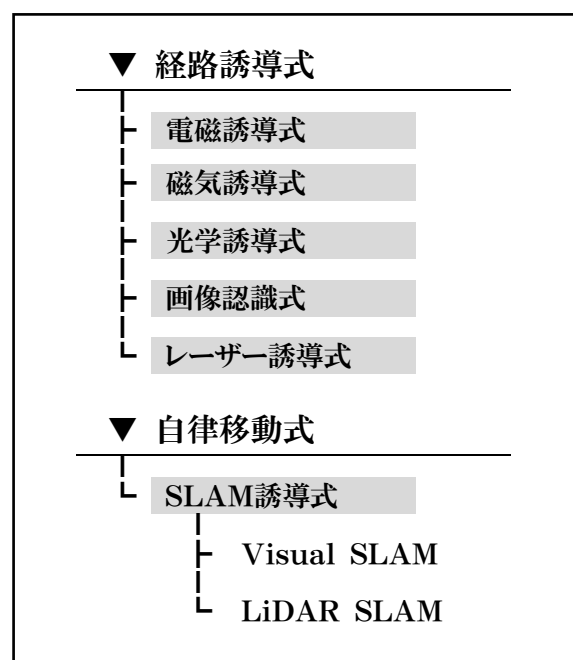 ▼ 経路誘導式
電磁誘導式
磁気誘導式
光学誘導式
画像認識式
レーザー誘導式
▼ 自律移動式
SLAM誘導式
Visual SLAM
LiDAR SLAM